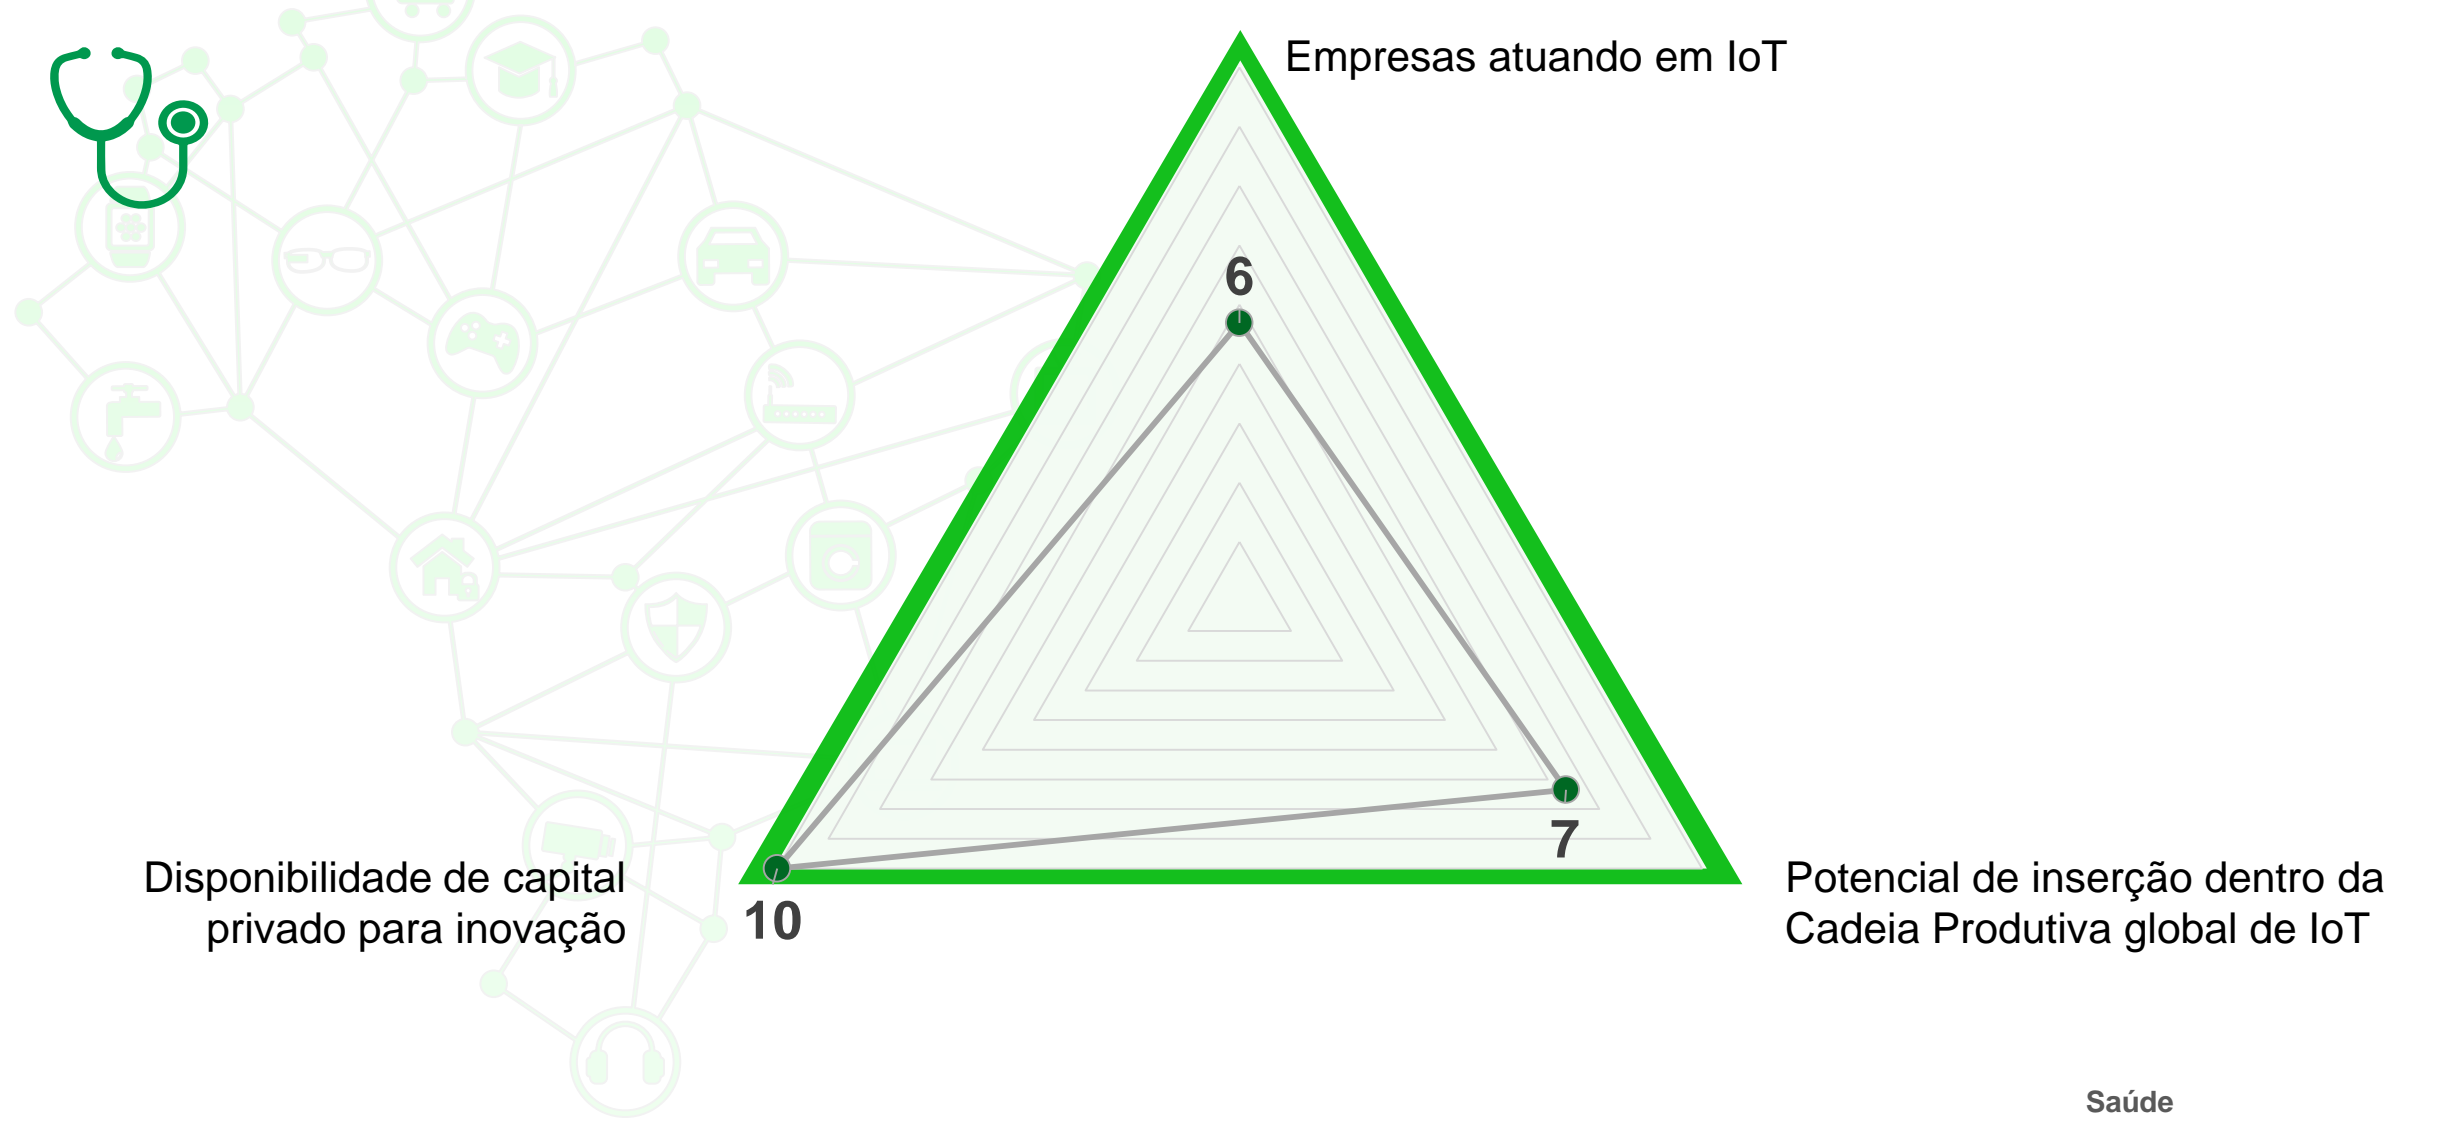 Empresas atuando em IoT
6
7
Disponibilidade de capital
privado para inovação
10
Potencial de inserção dentro da
Cadeia Produtiva global de IoT
Saúde